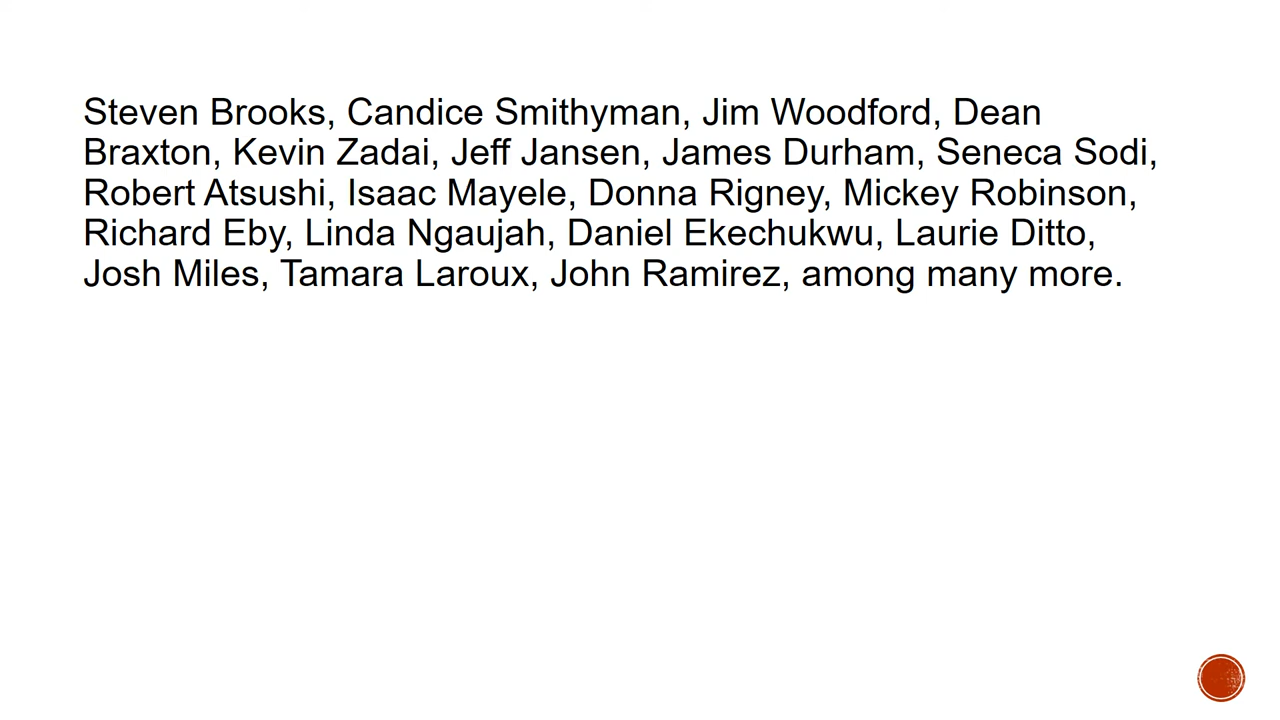 Steven Brooks, Candice Smithyman, Jim Woodford, Dean
Braxton, Kevin Zadai, Jeff Jansen, James Durham, Seneca Sodi,
Robert Atsushi, Isaac Mayele, Donna Rigney, Mickey Robinson,
Richard Eby, Linda Ngaujah, Daniel Ekechukwu, Laurie Ditto,
Josh Miles, Tamara Laroux, John Ramirez, among many more.